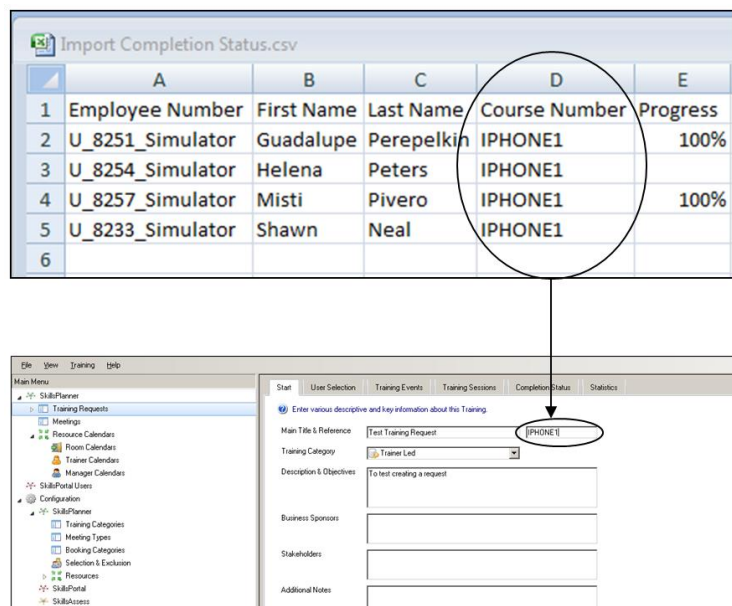 Import Completion Status.csv
A B C D E
1 Employee Number First Name Last Name Course Number Progress
2 U_8251_Simulator Guadalupe Perepelkin IPHONE1 100%
3 U_8254_Simulator Helena Peters IPHONE1
4 U_8257_Simulator Misti Pivero IPHONE1 100%
5 U_8233_Simulator Shawn Neal IPHONE1
6
File View Training Help
Main Menu
SkillsPlanner
Training Requests
Meetings
Resource Calendars
Room Calendars
Trainer Calendars
Manager Calendars
SkillsPortal Users
Configuration
SkillsPlanner
Training Categories
Meeting Types
Booking Categories
Selection & Exclusion
Resources
SkillsPortal
SkillsAssess
Start User Selection Training Events Training Sessions Completion Status Statistics
Enter various descriptive and key information about this Training.
Main Title & Reference Test Training Request IPHONE1
Training Category Trainer Led
Description & Objectives To test creating a request
Business Sponsors
Stakeholders
Additional Notes